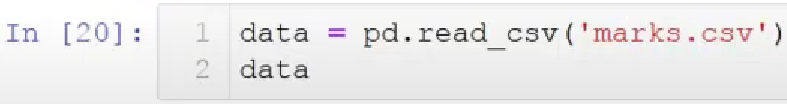 In [20]: 1 data = pd.read_csv('marks.csv')
2 data